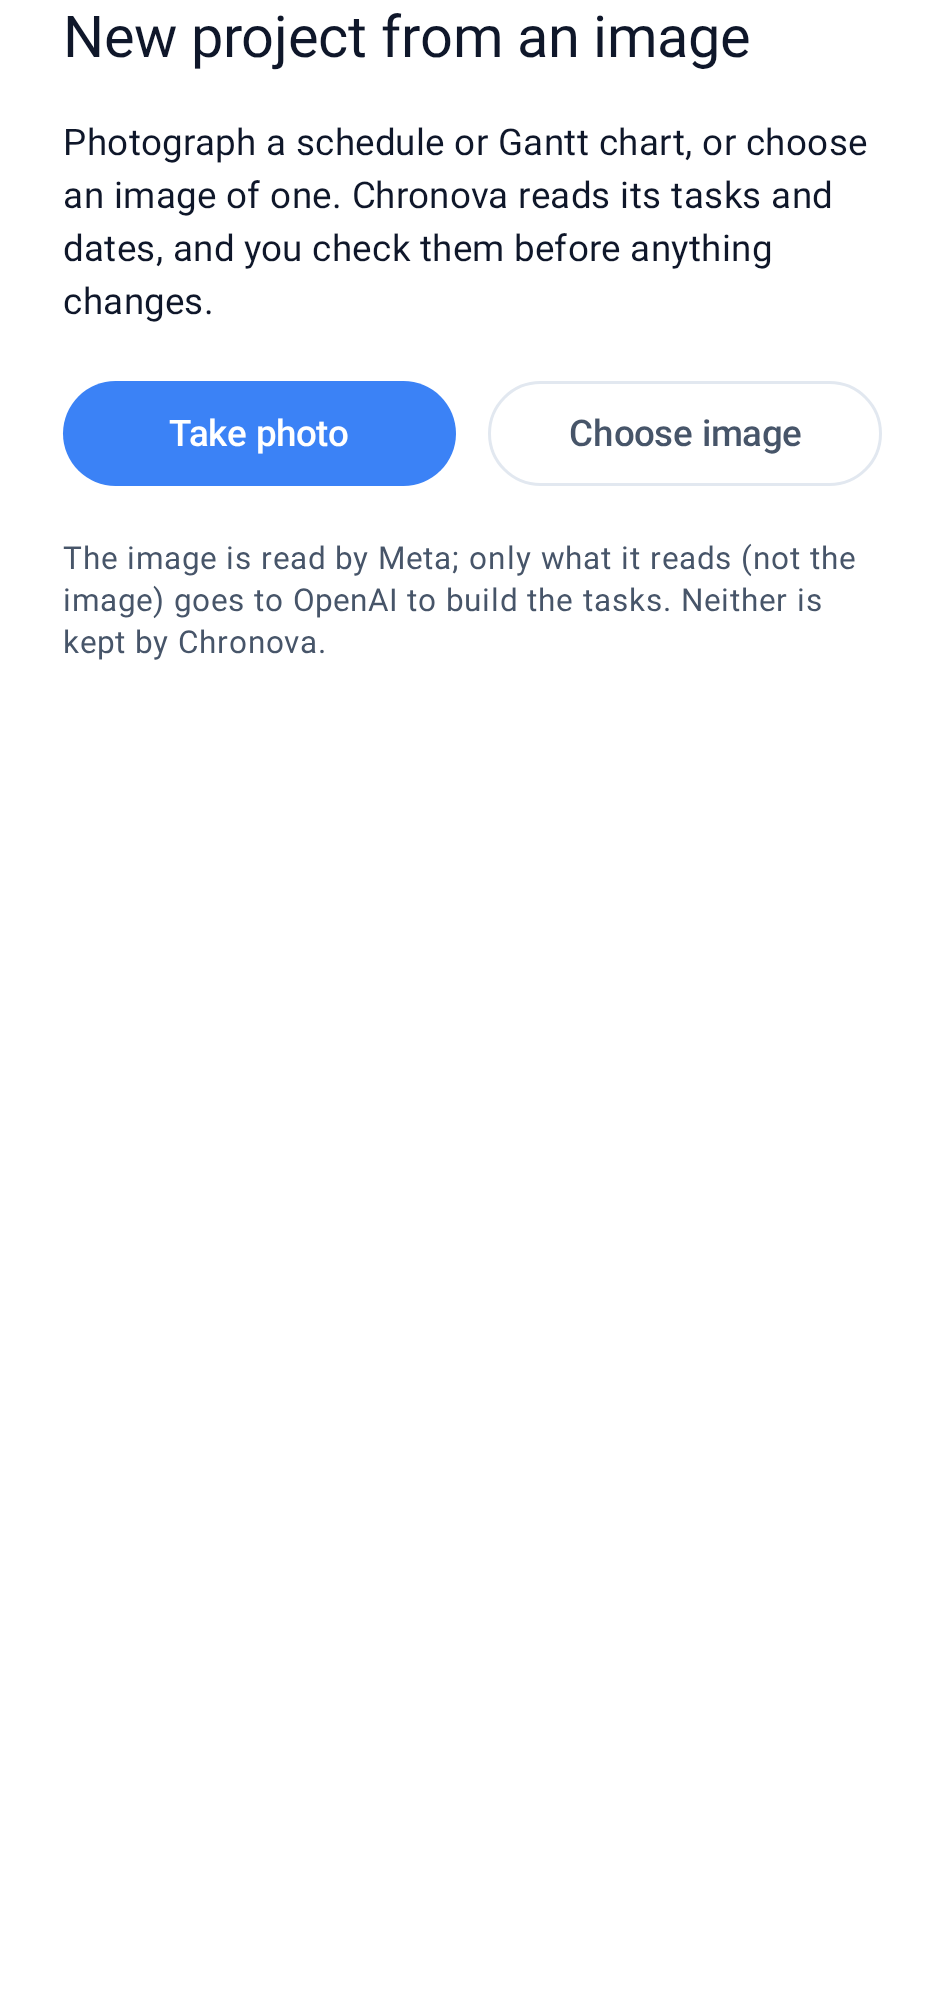 New project from an image
Photograph a schedule or Gantt chart, or choose
an image of one. Chronova reads its tasks and
dates, and you check them before anything
changes.
Take photo
Choose image
The image is read by Meta; only what it reads (not the
image) goes to OpenAI to build the tasks. Neither is
kept by Chronova.